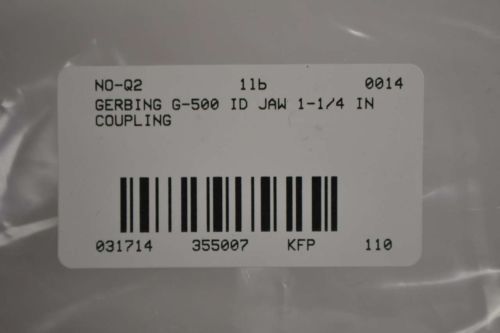 NO-Q2 1lb 0014
GERBING G-500 ID JAW 1-1/4 IN
COUPLING
031714 355007 KFP 110